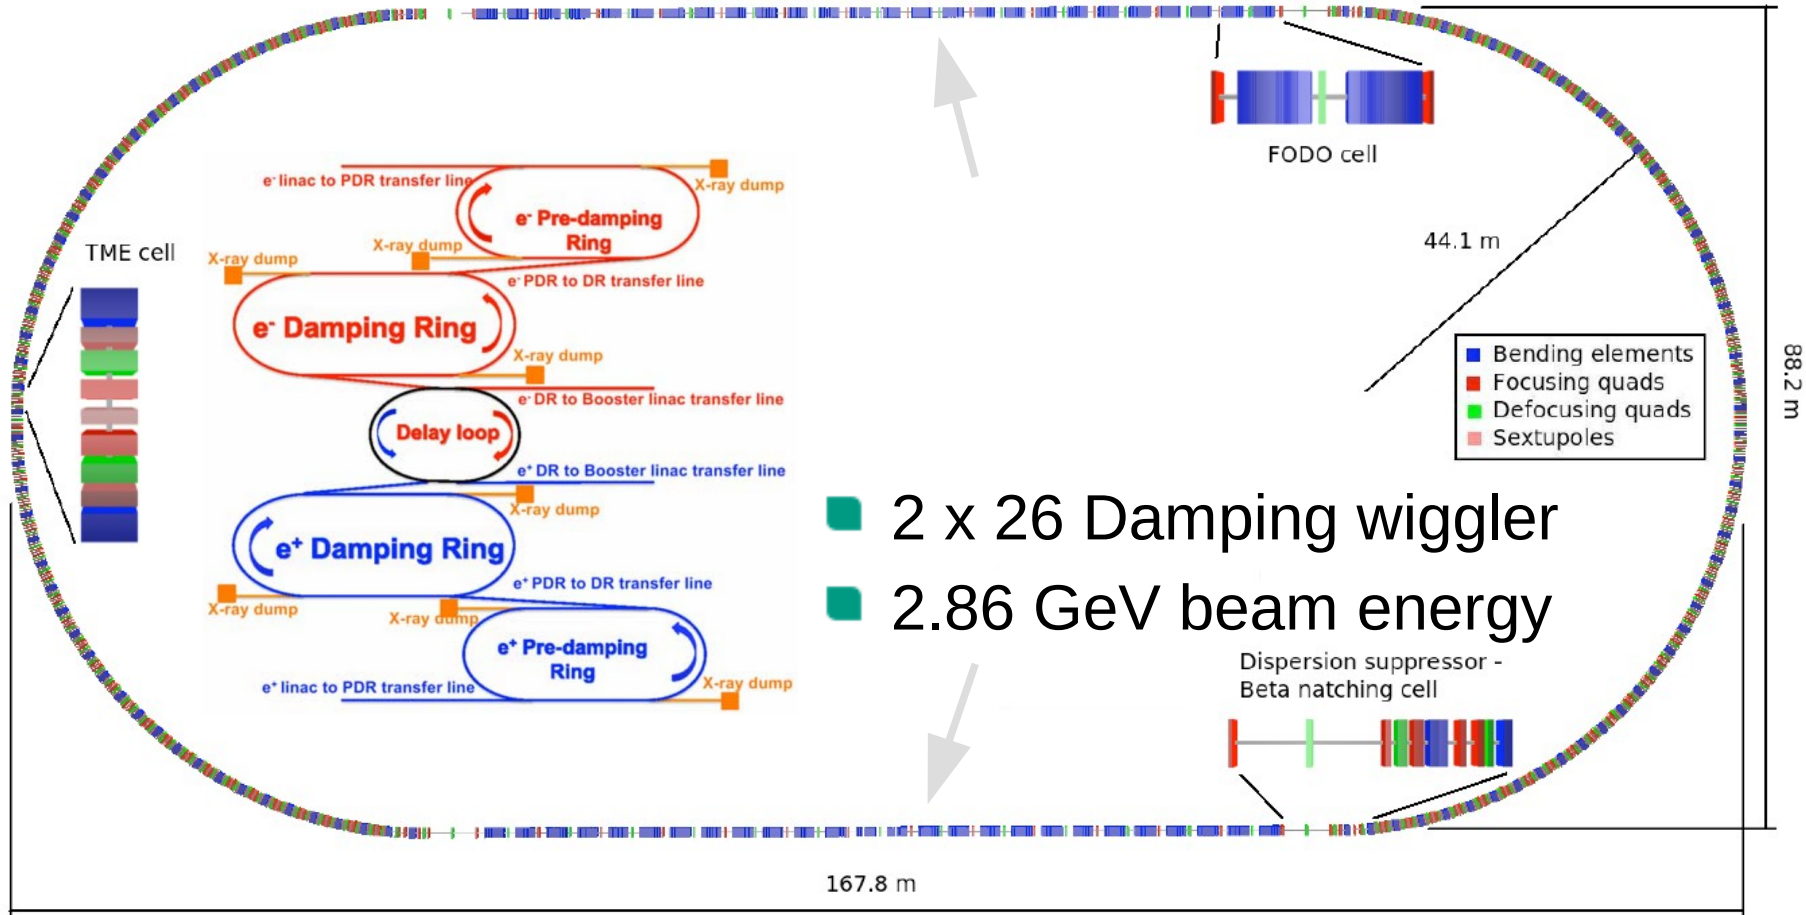 FODO cell
e⁻ linac to PDR transfer line
X-ray dump
e⁻ Pre-damping
Ring
44.1 m
TME cell
X-ray dump
X-ray dump
e⁻ PDR to DR transfer line
e⁻ Damping Ring
X-ray dump
Bending elements
Focusing quads
Defocusing quads
Sextupoles
88.2 m
e⁻ DR to Booster linac transfer line
Delay loop
e⁺ DR to Booster linac transfer line
X-ray dump
2 x 26 Damping wiggler
e⁺ Damping Ring
e⁺ PDR to DR transfer line
2.86 GeV beam energy
X-ray dump
X-ray dump
e⁺ Pre-damping
Ring
Dispersion suppressor -
Beta natching cell
e⁺ linac to PDR transfer line
X-ray dump
167.8 m